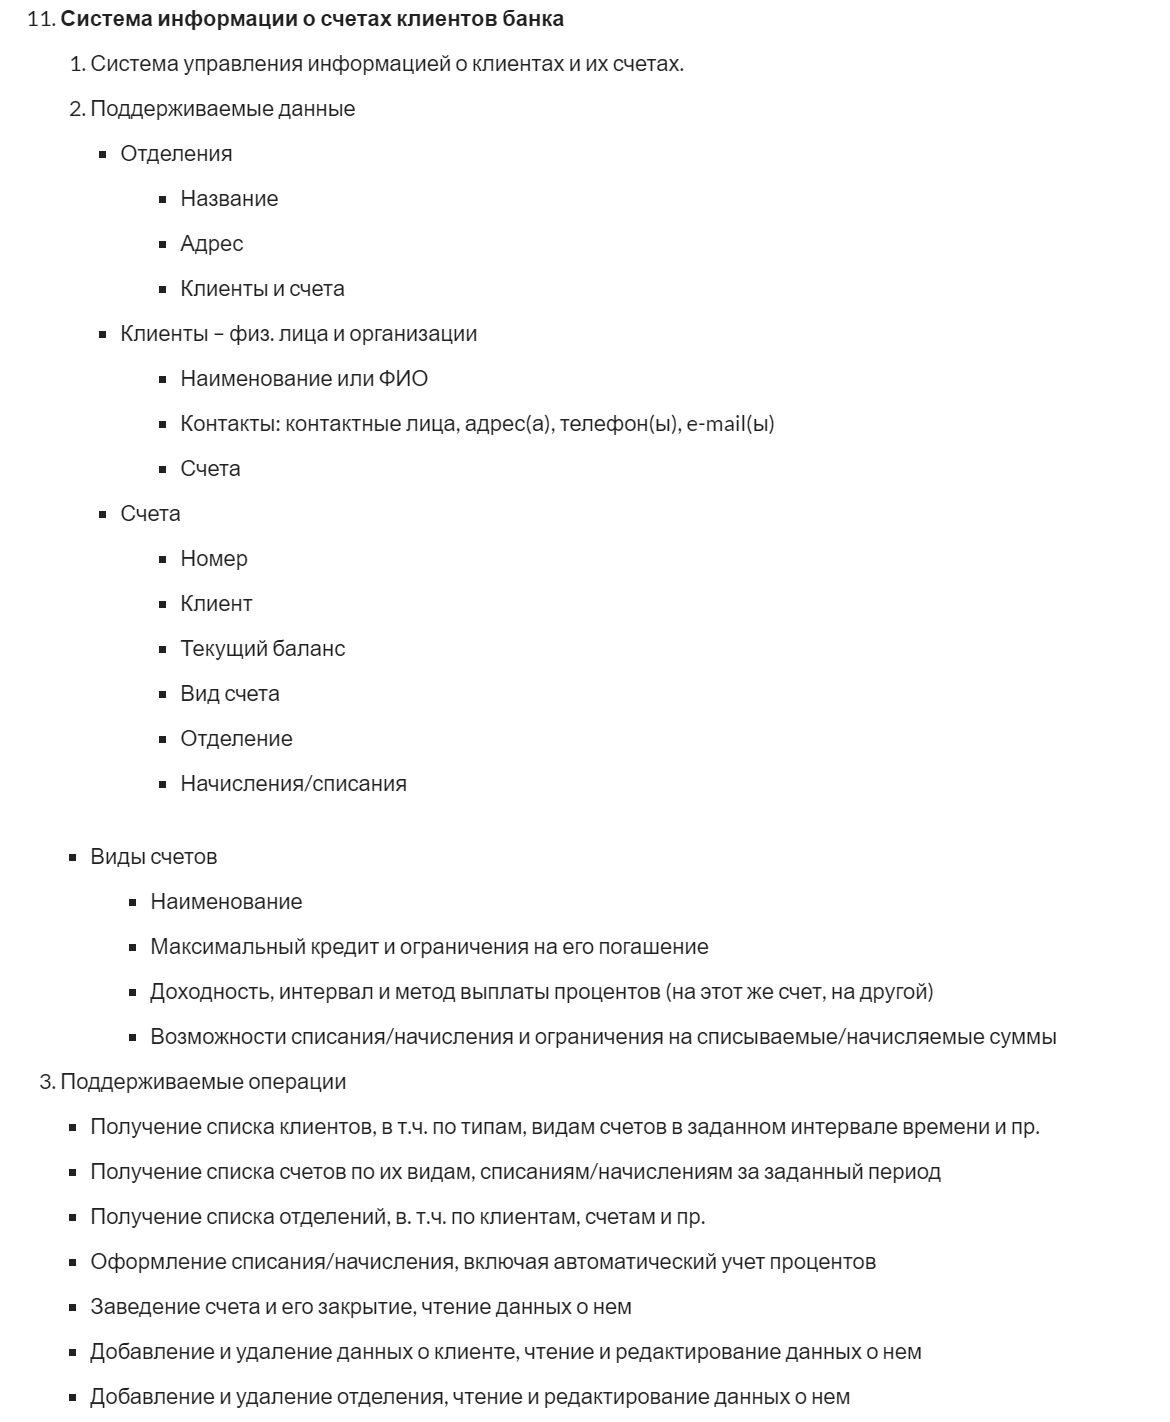 11. Система информации о счетах клиентов банка
1. Система управления информацией о клиентах и их счетах.
2. Поддерживаемые данные
▪ Отделения
▪ Название
▪ Адрес
▪ Клиенты и счета
▪ Клиенты – физ. лица и организации
▪ Наименование или ФИО
▪ Контакты: контактные лица, адрес(а), телефон(ы), e-mail(ы)
▪ Счета
▪ Счета
▪ Номер
▪ Клиент
▪ Текущий баланс
▪ Вид счета
▪ Отделение
▪ Начисления/списания
▪ Виды счетов
▪ Наименование
▪ Максимальный кредит и ограничения на его погашение
▪ Доходность, интервал и метод выплаты процентов (на этот же счет, на другой)
▪ Возможности списания/начисления и ограничения на списываемые/начисляемые суммы
3. Поддерживаемые операции
▪ Получение списка клиентов, в т.ч. по типам, видам счетов в заданном интервале времени и пр.
▪ Получение списка счетов по их видам, списаниям/начислениям за заданный период
▪ Получение списка отделений, в. т.ч. по клиентам, счетам и пр.
▪ Оформление списания/начисления, включая автоматический учет процентов
▪ Заведение счета и его закрытие, чтение данных о нем
▪ Добавление и удаление данных о клиенте, чтение и редактирование данных о нем
▪ Добавление и удаление отделения, чтение и редактирование данных о нем